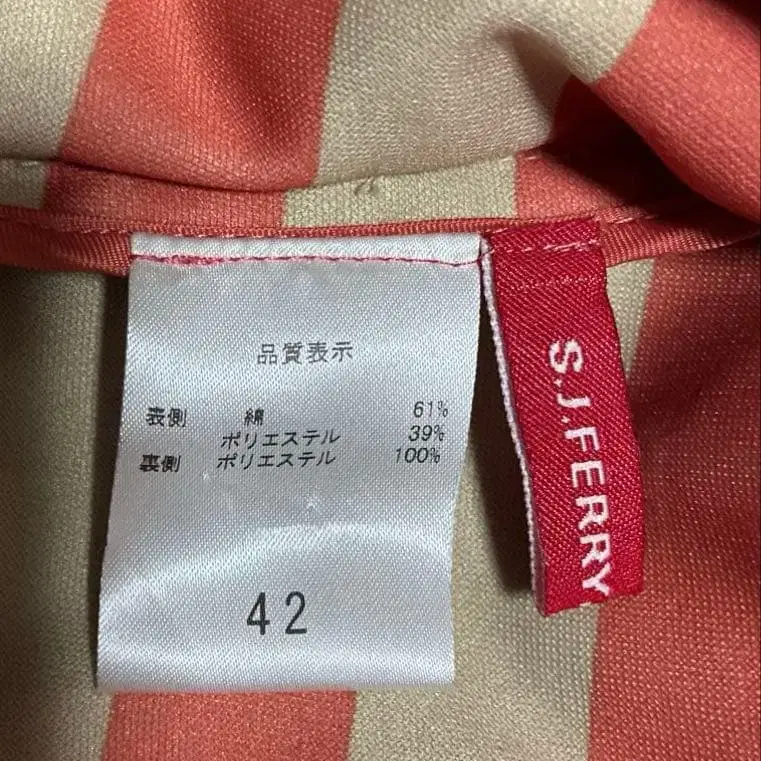 品質表示
表側 綿 61%
ポリエステル 39%
裏側 ポリエステル 100%
42
S.J.FERRY